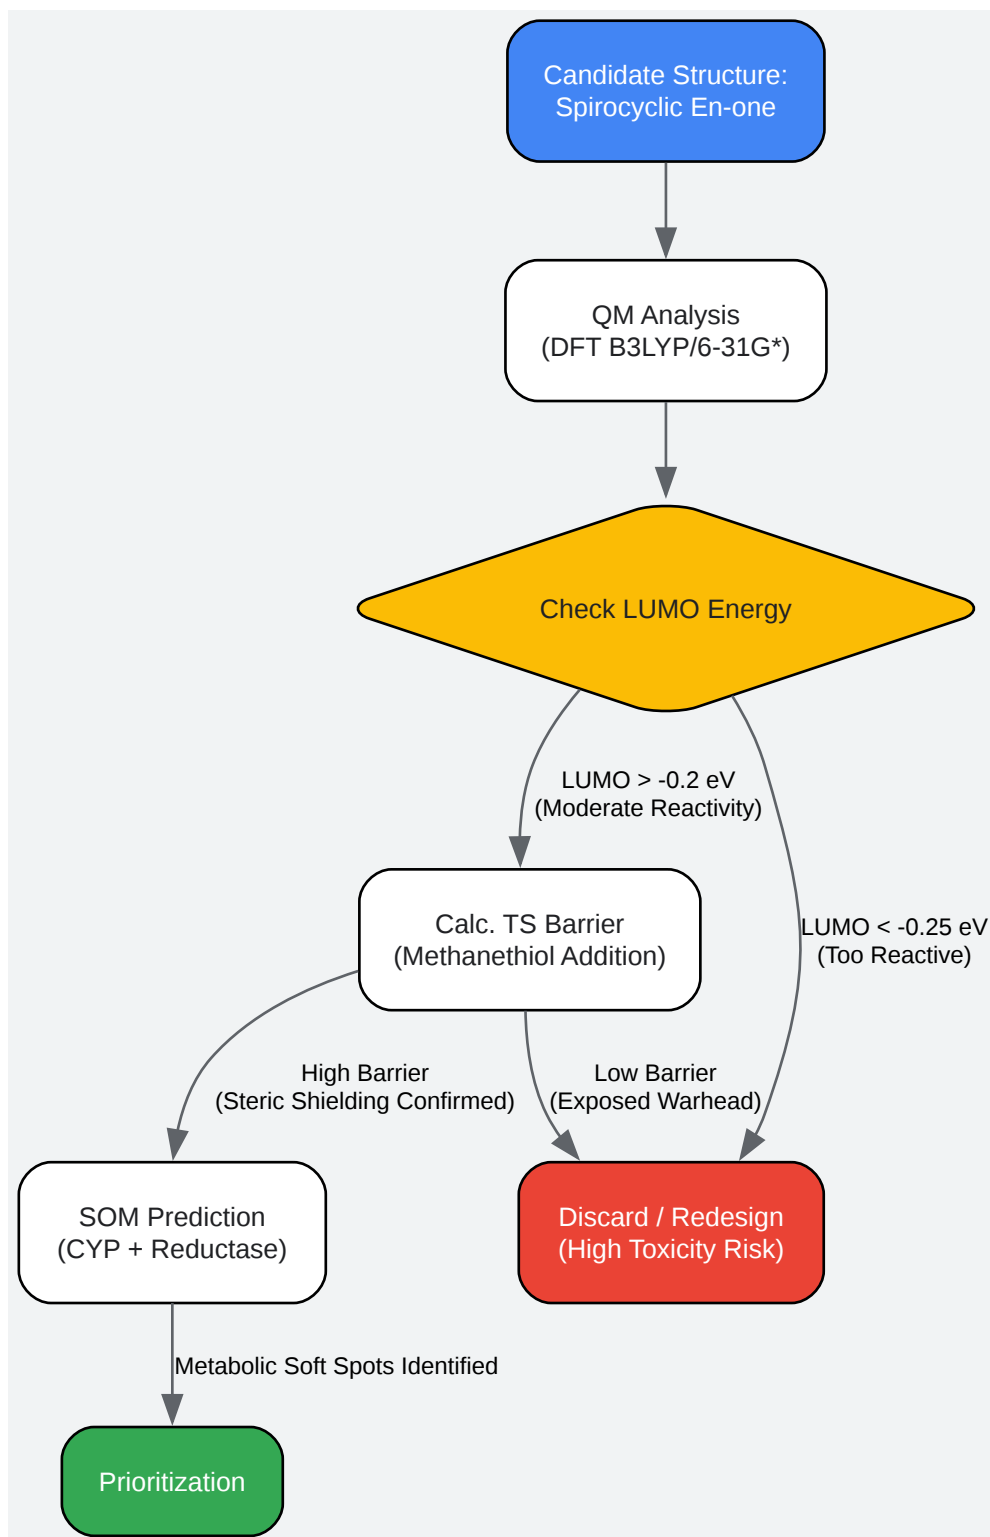 Candidate Structure:
Spirocyclic En-one
QM Analysis
(DFT B3LYP/6-31G*)
Check LUMO Energy
LUMO > -0.2 eV
(Moderate Reactivity)
Calc. TS Barrier
(Methanethiol Addition)
LUMO < -0.25 eV
(Too Reactive)
High Barrier
(Steric Shielding Confirmed)
Low Barrier
(Exposed Warhead)
SOM Prediction
(CYP + Reductase)
Discard / Redesign
(High Toxicity Risk)
Metabolic Soft Spots Identified
Prioritization